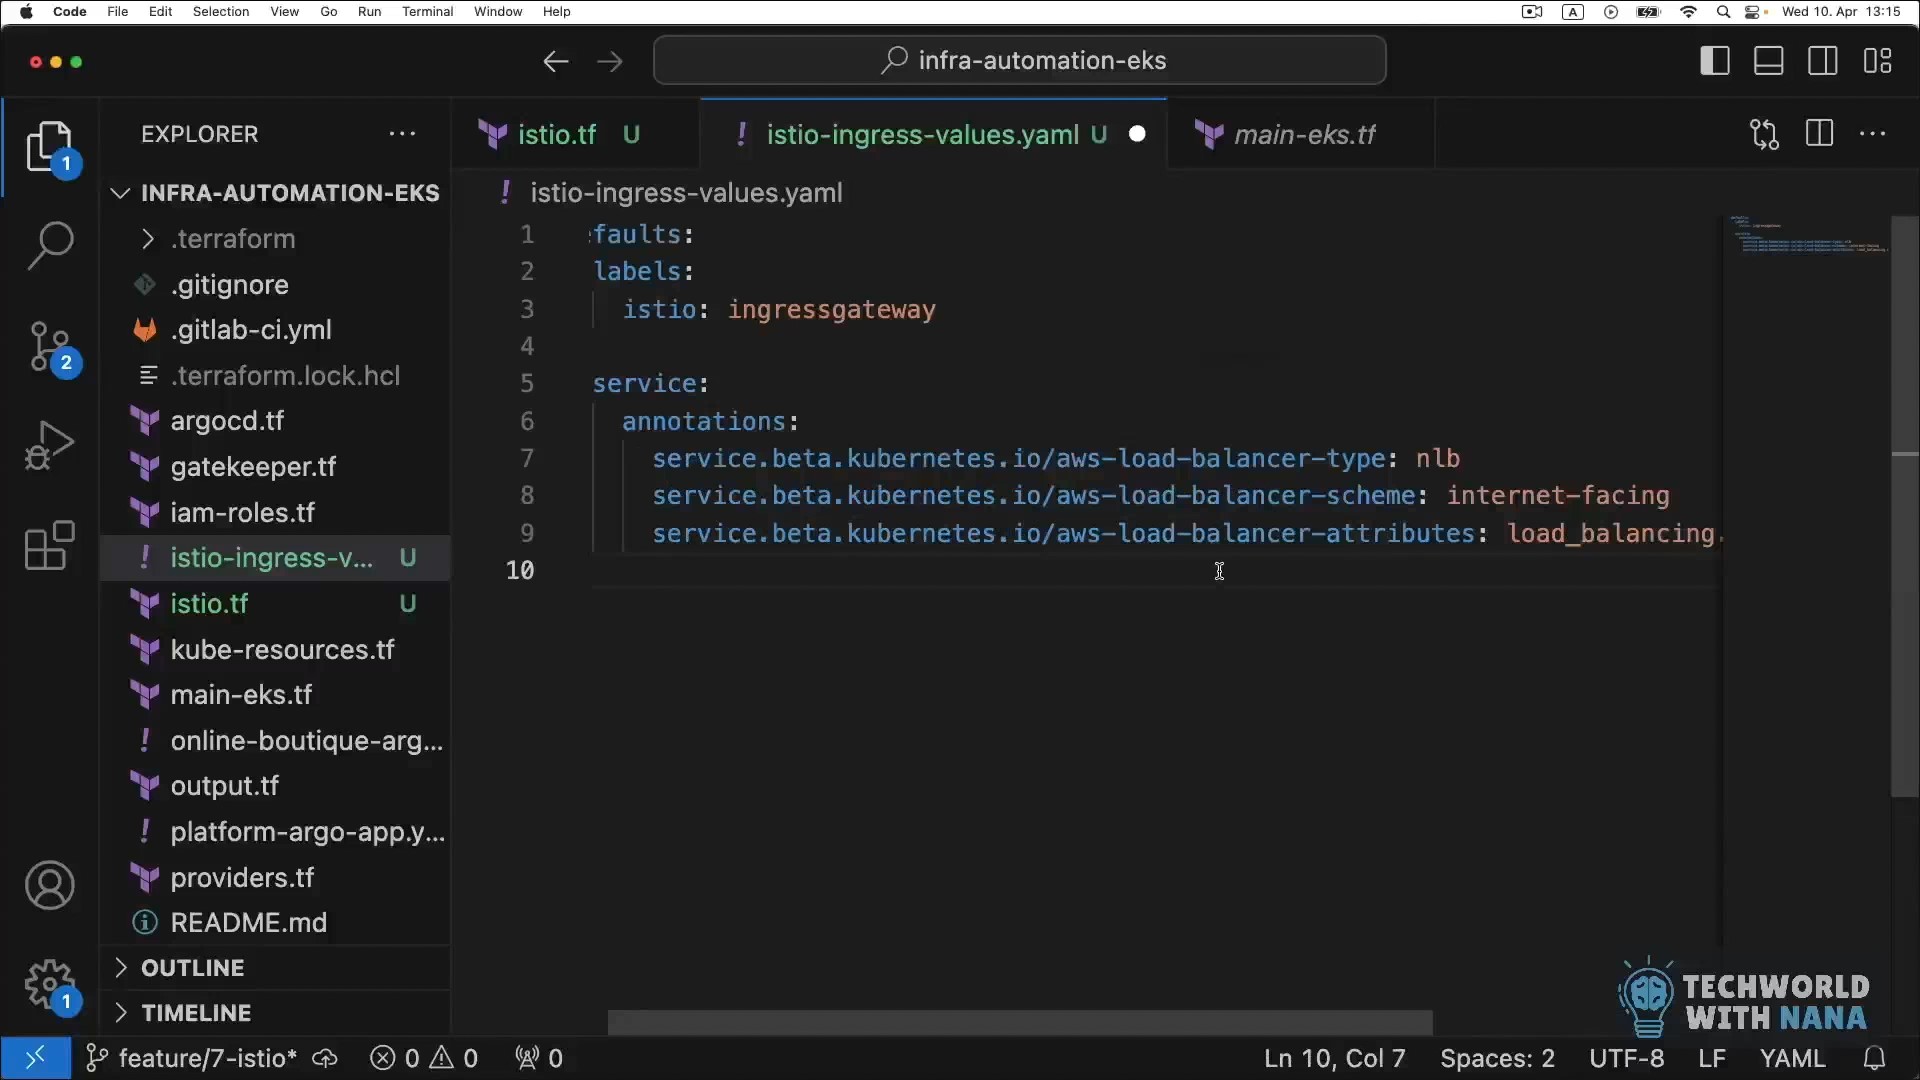 Code File Edit Selection View Go Run Terminal Window Help A Wed 10. Apr 13:15
infra-automation-eks
EXPLORER
istio.tf U
istio-ingress-values.yaml U
main-eks.tf
INFRA-AUTOMATION-EKS
istio-ingress-values.yaml
.terraform
.gitignore
.gitlab-ci.yml
.terraform.lock.hcl
argocd.tf
gatekeeper.tf
iam-roles.tf
istio-ingress-v... U
istio.tf U
kube-resources.tf
main-eks.tf
online-boutique-arg...
output.tf
platform-argo-app.y...
providers.tf
README.md
OUTLINE
TIMELINE
1 faults:
2 labels:
3 istio: ingressgateway
4
5 service:
6 annotations:
7 service.beta.kubernetes.io/aws-load-balancer-type: nlb
8 service.beta.kubernetes.io/aws-load-balancer-scheme: internet-facing
9 service.beta.kubernetes.io/aws-load-balancer-attributes: load_balancing.
10
1
2
1
TECHWORLD
WITH NANA
feature/7-istio* 0 0 0 Ln 10, Col 7 Spaces: 2 UTF-8 LF YAML